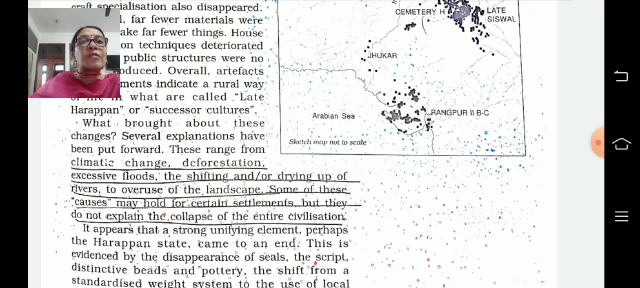 craft specialisation also disappeared.
far fewer materials were
ake far fewer things. House
on techniques deteriorated
public structures were no
oduced. Overall, artefacts
ments indicate a rural way
of life in what are called "Late
Harappan" or "successor cultures".
What brought about these
changes? Several explanations have
been put forward. These range from
climatic change, deforestation,
excessive floods, the shifting and/or drying up of
rivers, to overuse of the landscape. Some of these
"causes" may hold for certain settlements, but they
do not explain the collapse of the entire civilisation.
It appears that a strong unifying element, perhaps
the Harappan state, came to an end. This is
evidenced by the disappearance of seals, the script,
distinctive beads and pottery, the shift from a
standardised weight system to the use of local
CEMETERY H
LATE
SISWAL
JHUKAR
RANGPUR II B-C
Arabian Sea
Sketch map not to scale